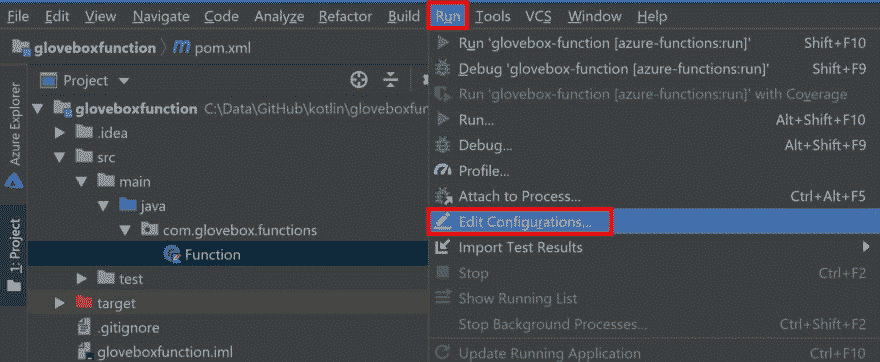 File Edit View Navigate Code Analyze Refactor Build Run Tools VCS Window Help
gloveboxfunction pom.xml
Project
gloveboxfunction C:\Data\GitHub\kotlin\gloveboxfun
.idea
src
main
java
com.glovebox.functions
Function
test
target
.gitignore
gloveboxfunction.iml
Azure Explorer
1: Project
Run 'glovebox-function [azure-functions:run]' Shift+F10
Debug 'glovebox-function [azure-functions:run]' Shift+F9
Run 'glovebox-function [azure-functions:run]' with Coverage
Run... Alt+Shift+F10
Debug... Alt+Shift+F9
Profile...
Attach to Process... Ctrl+Alt+F5
Edit Configurations...
Import Test Results
Stop Ctrl+F2
Show Running List
Stop Background Processes... Ctrl+Shift+F2
Update Running Application Ctrl+F10